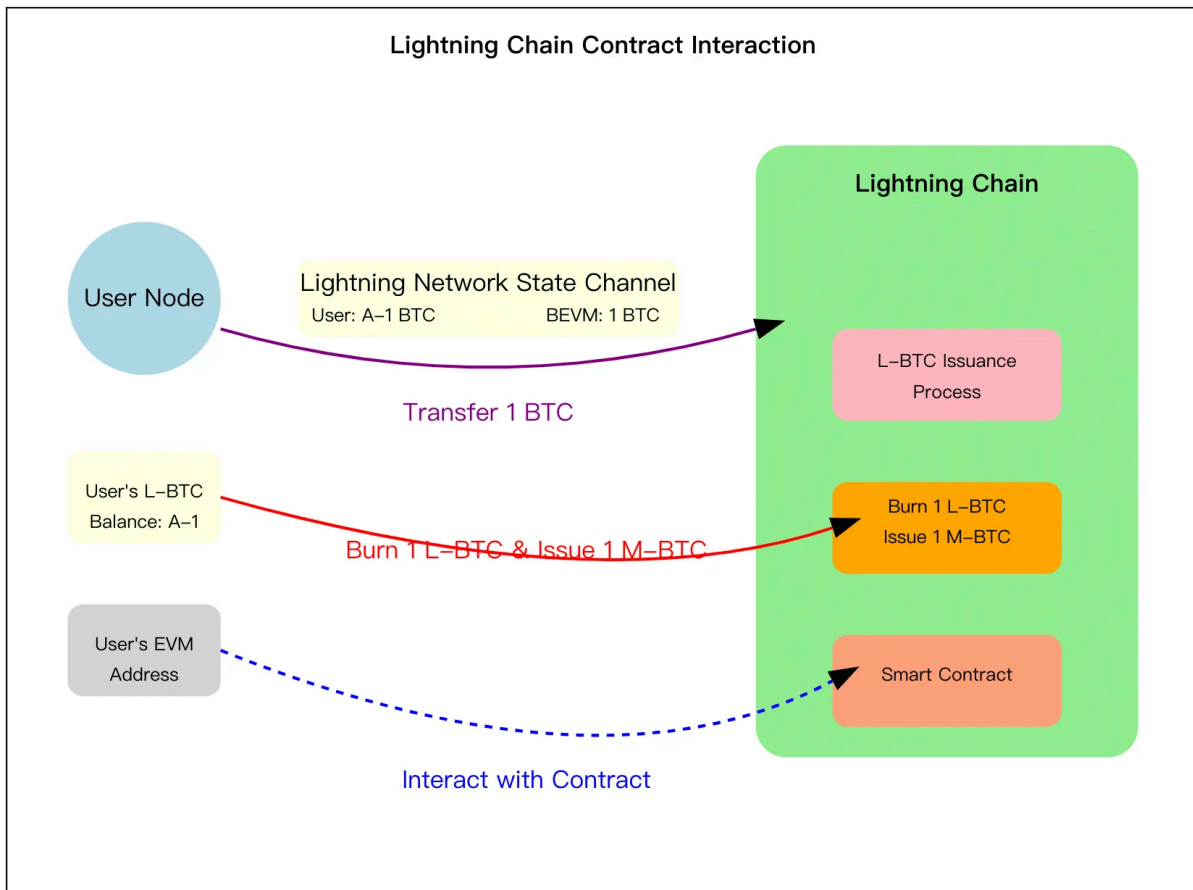 Lightning Chain Contract Interaction
Lightning Chain
User Node
Lightning Network State Channel
User: A–1 BTC
BEVM: 1 BTC
Transfer 1 BTC
L–BTC Issuance
Process
User's L–BTC
Balance: A–1
Burn 1 L–BTC & Issue 1 M–BTC
Burn 1 L–BTC
Issue 1 M–BTC
User's EVM
Address
Smart Contract
Interact with Contract